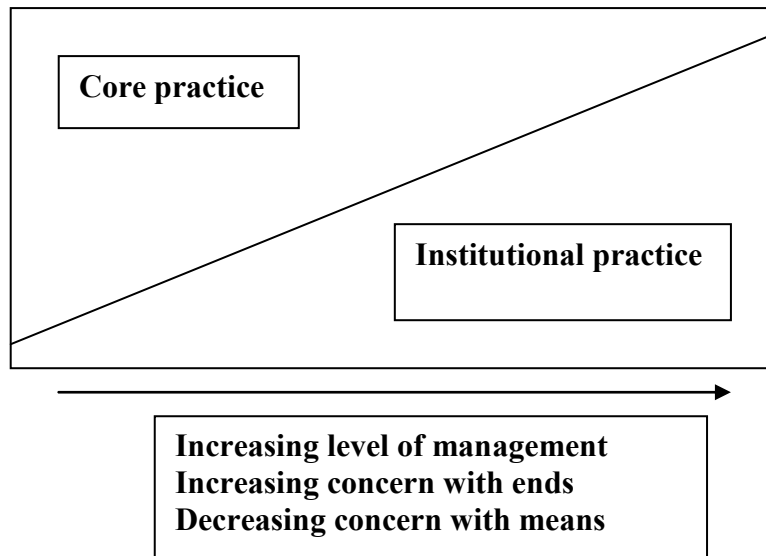 Core practice
Institutional practice
Increasing level of management
Increasing concern with ends
Decreasing concern with means